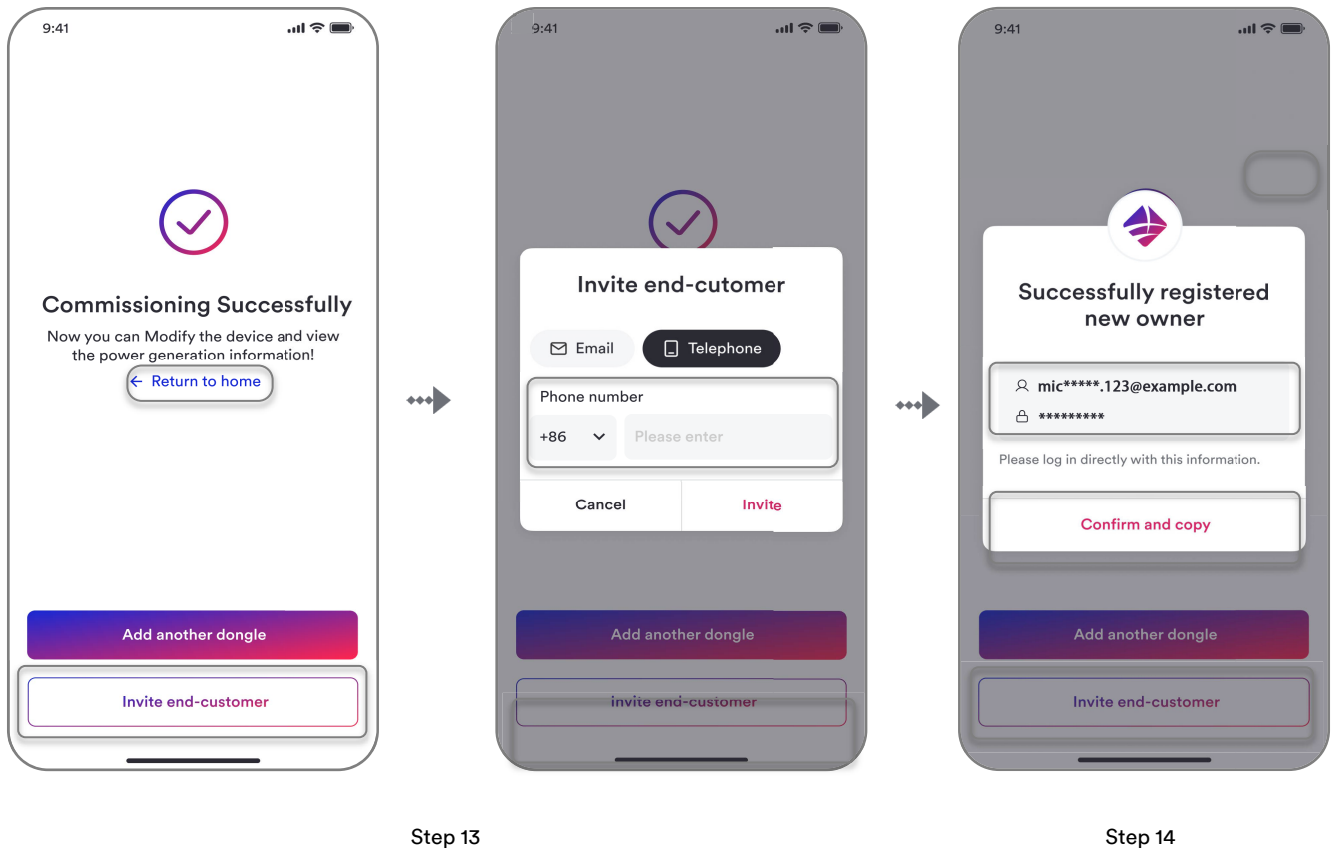 9:41
Commissioning Successfully
Now you can Modify the device and view
the power generation information!
← Return to home
Add another dongle
Invite end-customer
9:41
Invite end-cutomer
Email
Telephone
Phone number
+86
Please enter
Cancel
Invite
Add another dongle
Invite end-customer
9:41
Successfully registered
new owner
mic*****.123@example.com
*********
Please log in directly with this information.
Confirm and copy
Add another dongle
Invite end-customer
Step 13
Step 14